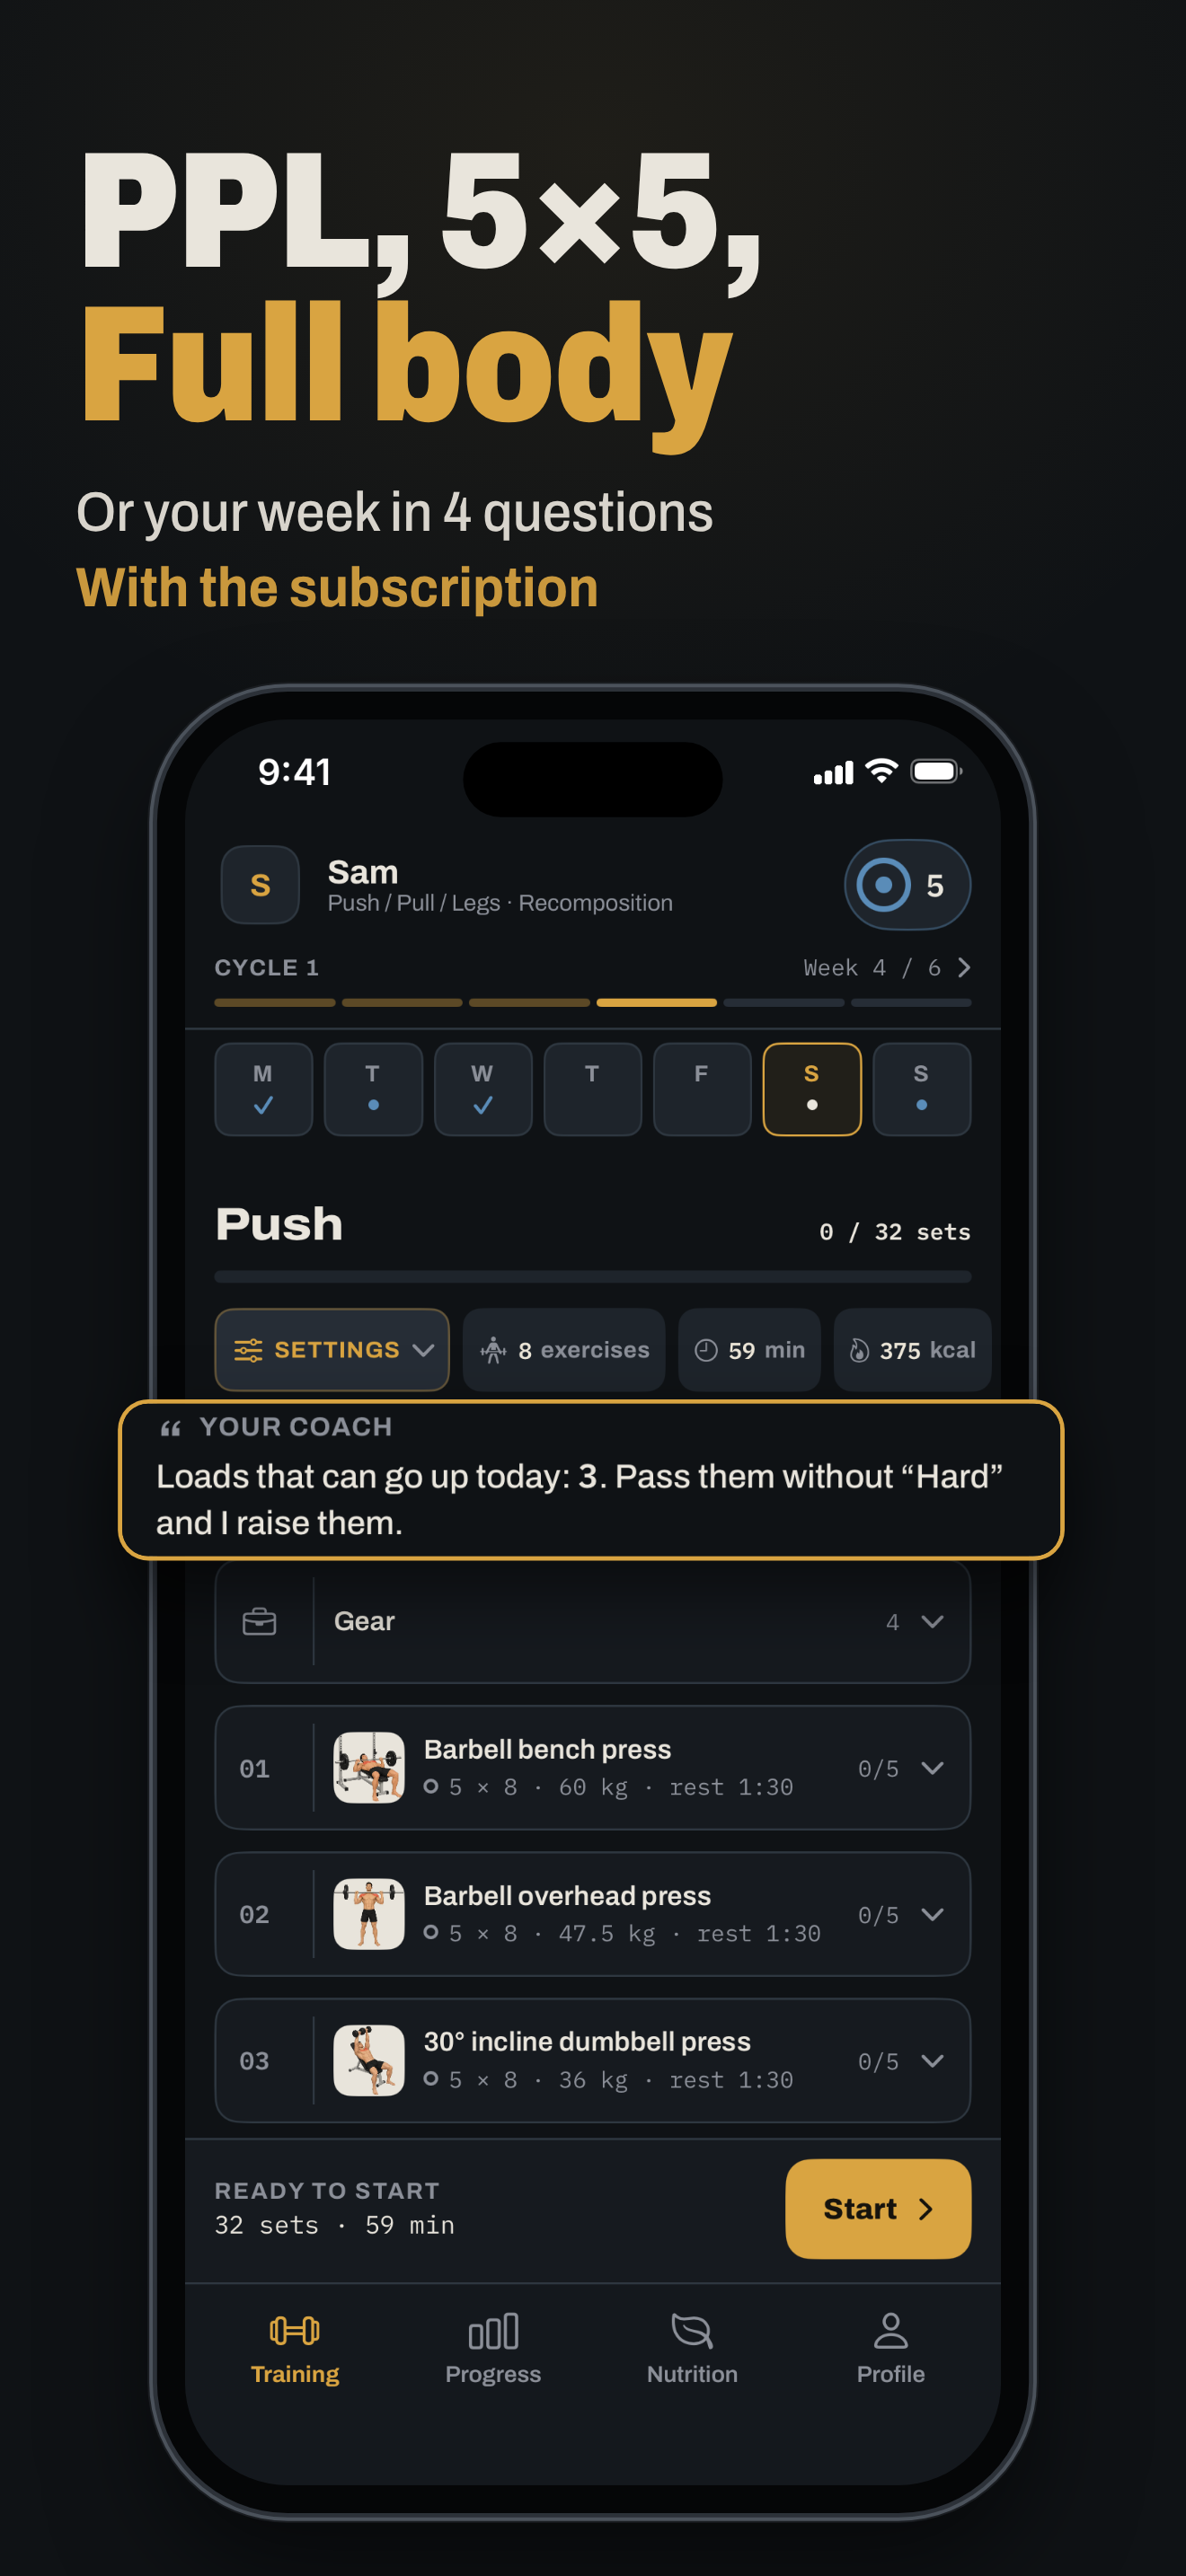 PPL, 5×5,
Full body
Or your week in 4 questions
With the subscription
9:41
S
Sam
Push / Pull / Legs · Recomposition
5
CYCLE 1
Week 4 / 6
M T W T F S S
Push
0 / 32 sets
SETTINGS
8 exercises
59 min
375 kcal
“ YOUR COACH
Loads that can go up today: 3. Pass them without “Hard”
and I raise them.
Gear
4
01
Barbell bench press
5 × 8 · 60 kg · rest 1:30
0/5
02
Barbell overhead press
5 × 8 · 47.5 kg · rest 1:30
0/5
03
30° incline dumbbell press
5 × 8 · 36 kg · rest 1:30
0/5
READY TO START
32 sets · 59 min
Start
Training
Progress
Nutrition
Profile